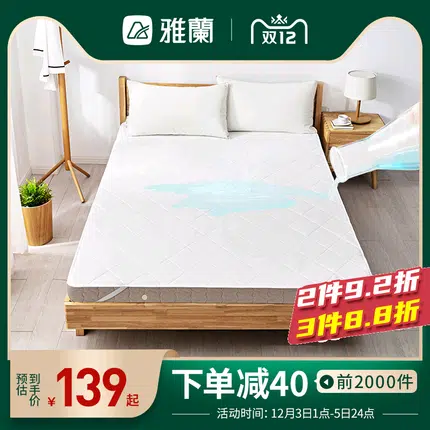 雅蘭
双12
2件9.2折
3件8.8折
预估到手价 ¥139起
下单减40 前2000件
活动时间:12月3日1点-5日24点